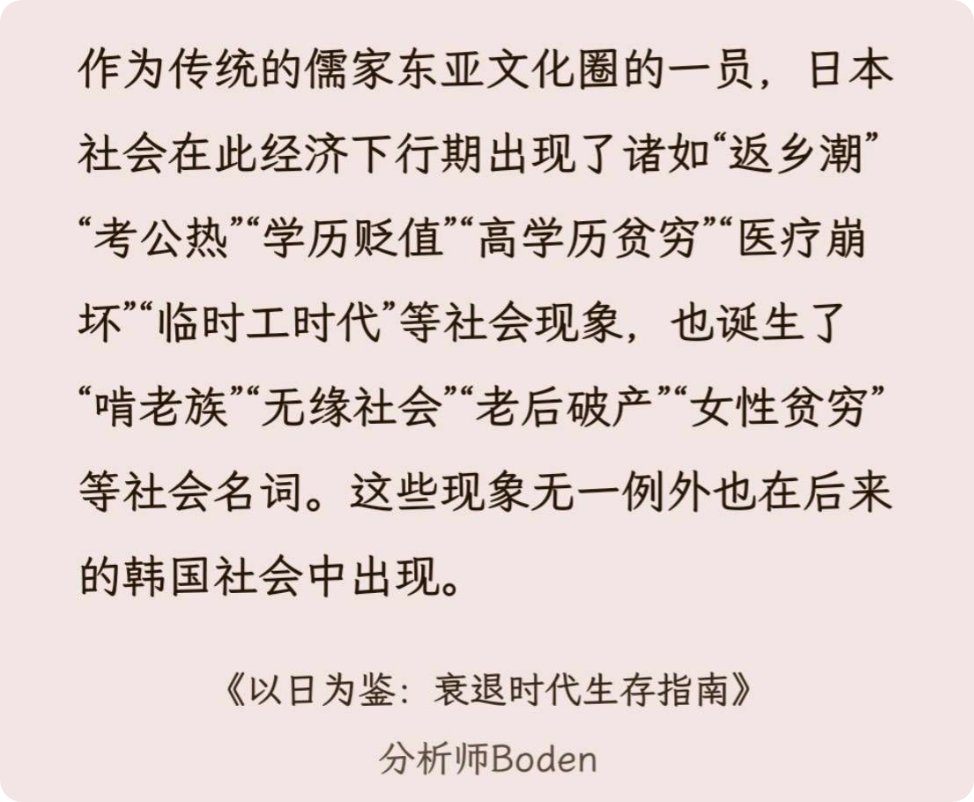 作为传统的儒家东亚文化圈的一员，日本
社会在此经济下行期出现了诸如“返乡潮”
“考公热”“学历贬值”“高学历贫穷”“医疗崩
坏”“临时工时代”等社会现象，也诞生了
“啃老族”“无缘社会”“老后破产”“女性贫穷”
等社会名词。这些现象无一例外也在后来
的韩国社会中出现。
《以日为鉴：衰退时代生存指南》
分析师Boden